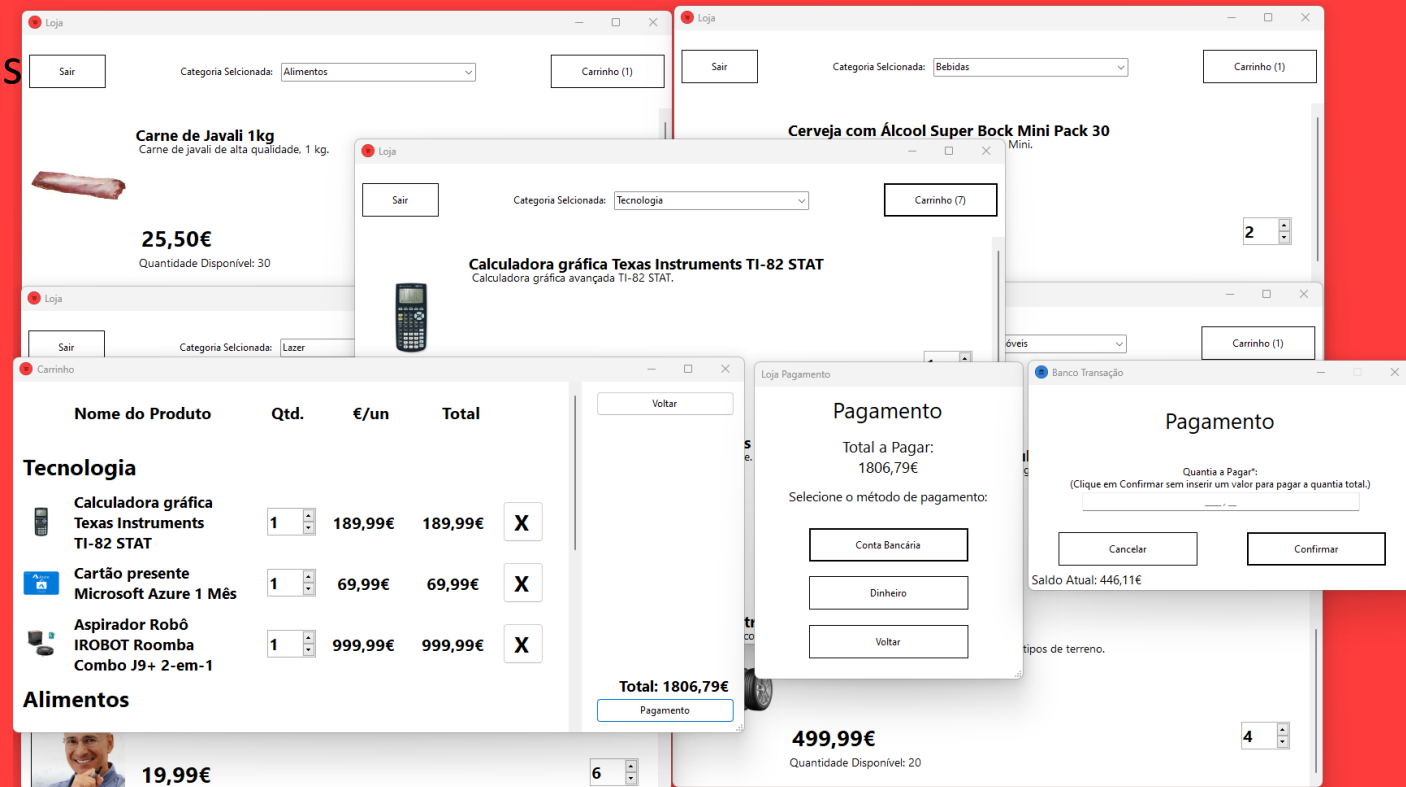 S
Loja
Sair
Categoria Selcionada:
Alimentos
Carrinho (1)
Carne de Javali 1kg
Carne de javali de alta qualidade, 1 kg.
25,50€
Quantidade Disponível: 30
Loja
Sair
Categoria Selcionada:
Bebidas
Carrinho (1)
Cerveja com Álcool Super Bock Mini Pack 30
Mini.
2
Loja
Sair
Categoria Selcionada:
Tecnologia
Carrinho (7)
Calculadora gráfica Texas Instruments TI-82 STAT
Calculadora gráfica avançada TI-82 STAT.
Loja
Sair
Categoria Selcionada:
Lazer
óveis
Carrinho (1)
Carrinho
Nome do Produto Qtd. €/un Total
Voltar
Tecnologia
Calculadora gráfica
Texas Instruments
TI-82 STAT
1 189,99€ 189,99€ X
Cartão presente
Microsoft Azure 1 Mês
1 69,99€ 69,99€ X
Aspirador Robô
IROBOT Roomba
Combo J9+ 2-em-1
1 999,99€ 999,99€ X
Alimentos
Total: 1806,79€
Pagamento
Loja Pagamento
Pagamento
Total a Pagar:
1806,79€
Selecione o método de pagamento:
Conta Bancária
Dinheiro
Voltar
Banco Transação
Pagamento
Quantia a Pagar*:
(Clique em Confirmar sem inserir um valor para pagar a quantia total.)
Cancelar
Confirmar
Saldo Atual: 446,11€
tipos de terreno.
499,99€
Quantidade Disponível: 20
4
19,99€
6